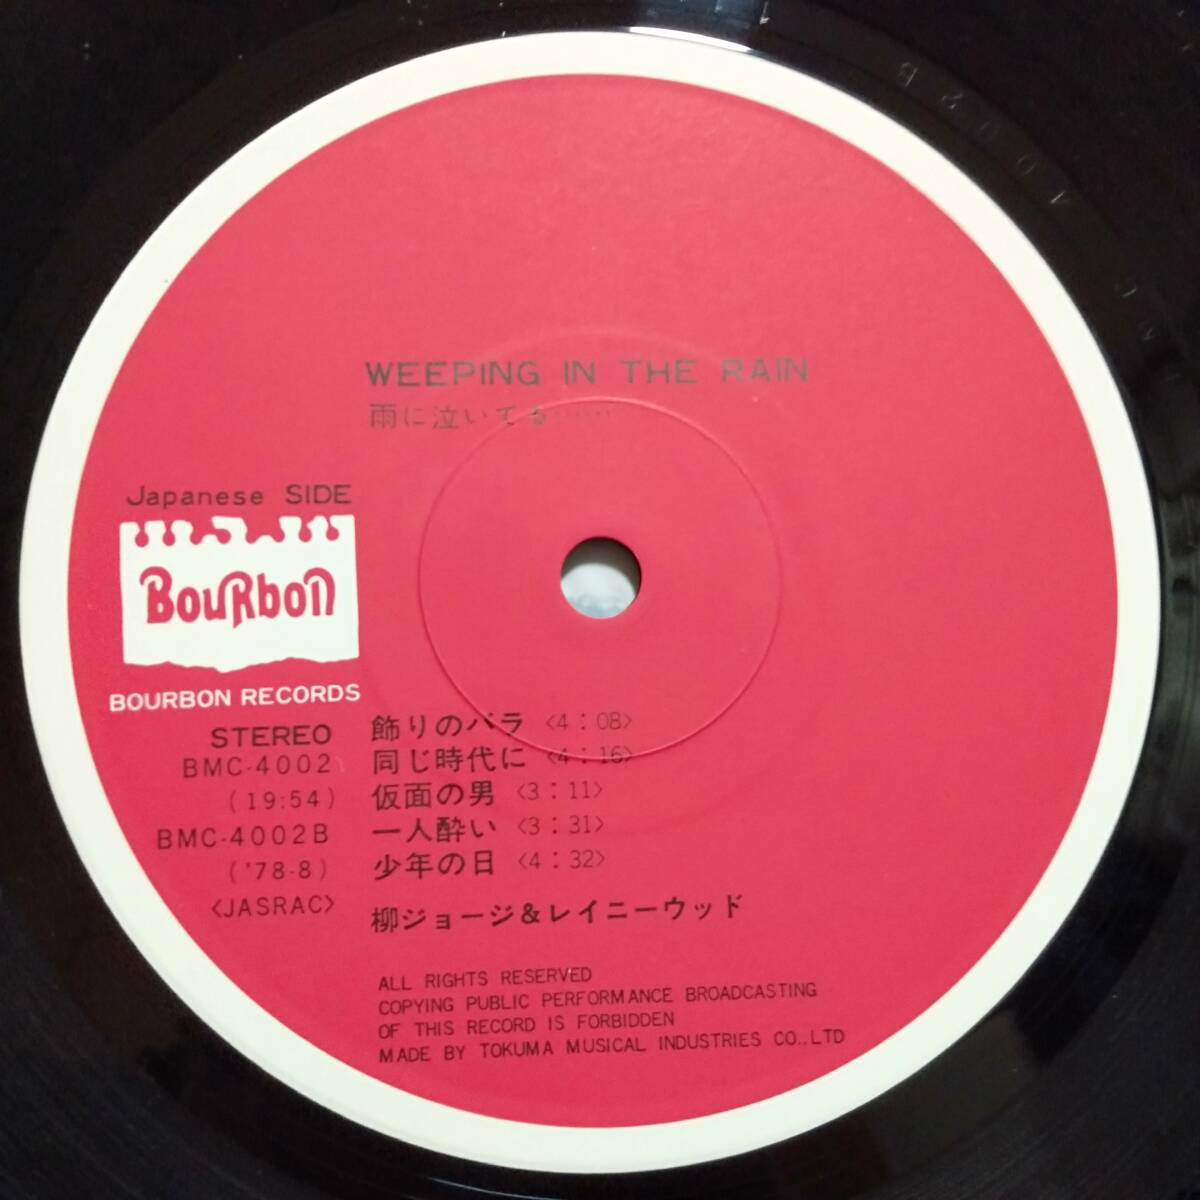 WEEPING IN THE RAIN
雨に泣いてる……
Japanese SIDE
BouRbon
BOURBON RECORDS
STEREO
BMC-4002
(19:54)
BMC-4002B
('78-8)
<JASRAC>
飾りのバラ <4:08>
同じ時代に <4:16>
仮面の男 <3:11>
一人酔い <3:31>
少年の日 <4:32>
柳ジョージ&レイニーウッド
ALL RIGHTS RESERVED
COPYING PUBLIC PERFORMANCE BROADCASTING
OF THIS RECORD IS FORBIDDEN
MADE BY TOKUMA MUSICAL INDUSTRIES CO.,LTD